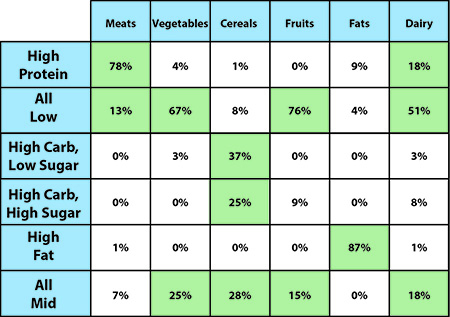 Meats Vegetables Cereals Fruits Fats Dairy
High
Protein 78% 4% 1% 0% 9% 18%
All
Low 13% 67% 8% 76% 4% 51%
High Carb,
Low Sugar 0% 3% 37% 0% 0% 3%
High Carb,
High Sugar 0% 0% 25% 9% 0% 8%
High
Fat 1% 0% 0% 0% 87% 1%
All
Mid 7% 25% 28% 15% 0% 18%